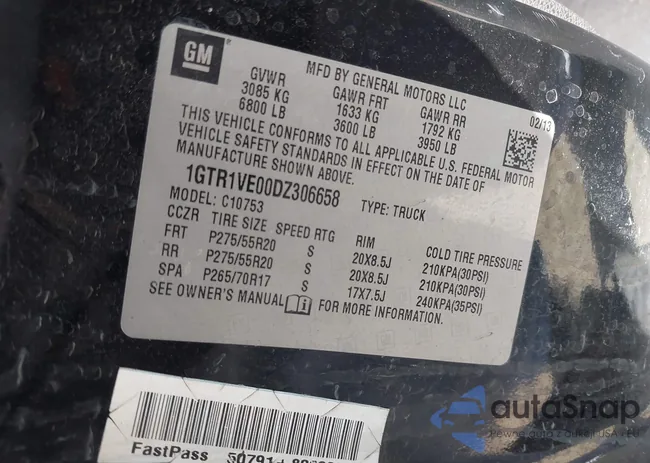 GM
MFD BY GENERAL MOTORS LLC
GVWR GAWR FRT GAWR RR
3085 KG 1633 KG 1792 KG
6800 LB 3600 LB 3950 LB
02/13
THIS VEHICLE CONFORMS TO ALL APPLICABLE U.S. FEDERAL MOTOR
VEHICLE SAFETY STANDARDS IN EFFECT ON THE DATE OF
MANUFACTURE SHOWN ABOVE.
1GTR1VE00DZ306658
TYPE: TRUCK
MODEL: C10753
CCZR TIRE SIZE SPEED RTG RIM COLD TIRE PRESSURE
FRT P275/55R20 S 20X8.5J 210KPA(30PSI)
RR P275/55R20 S 20X8.5J 210KPA(30PSI)
SPA P265/70R17 S 17X7.5J 240KPA(35PSI)
SEE OWNER'S MANUAL FOR MORE INFORMATION.
FastPass
autoSnap